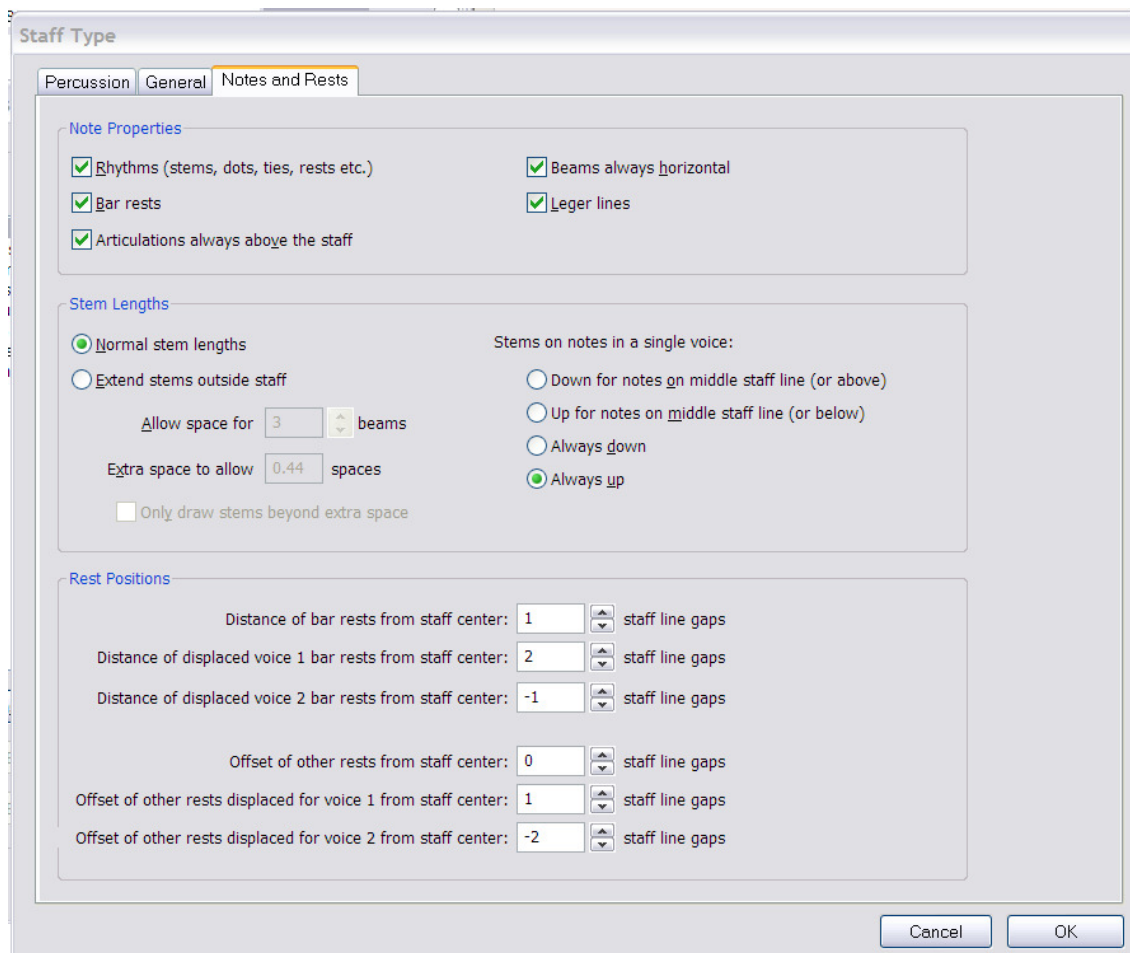 Staff Type
Percussion General Notes and Rests
Note Properties
Rhythms (stems, dots, ties, rests etc.)
Beams always horizontal
Bar rests
Leger lines
Articulations always above the staff
Stem Lengths
Normal stem lengths
Stems on notes in a single voice:
Extend stems outside staff
Down for notes on middle staff line (or above)
Allow space for 3 beams
Up for notes on middle staff line (or below)
Extra space to allow 0.44 spaces
Always down
Always up
Only draw stems beyond extra space
Rest Positions
Distance of bar rests from staff center: 1 staff line gaps
Distance of displaced voice 1 bar rests from staff center: 2 staff line gaps
Distance of displaced voice 2 bar rests from staff center: -1 staff line gaps
Offset of other rests from staff center: 0 staff line gaps
Offset of other rests displaced for voice 1 from staff center: 1 staff line gaps
Offset of other rests displaced for voice 2 from staff center: -2 staff line gaps
Cancel OK